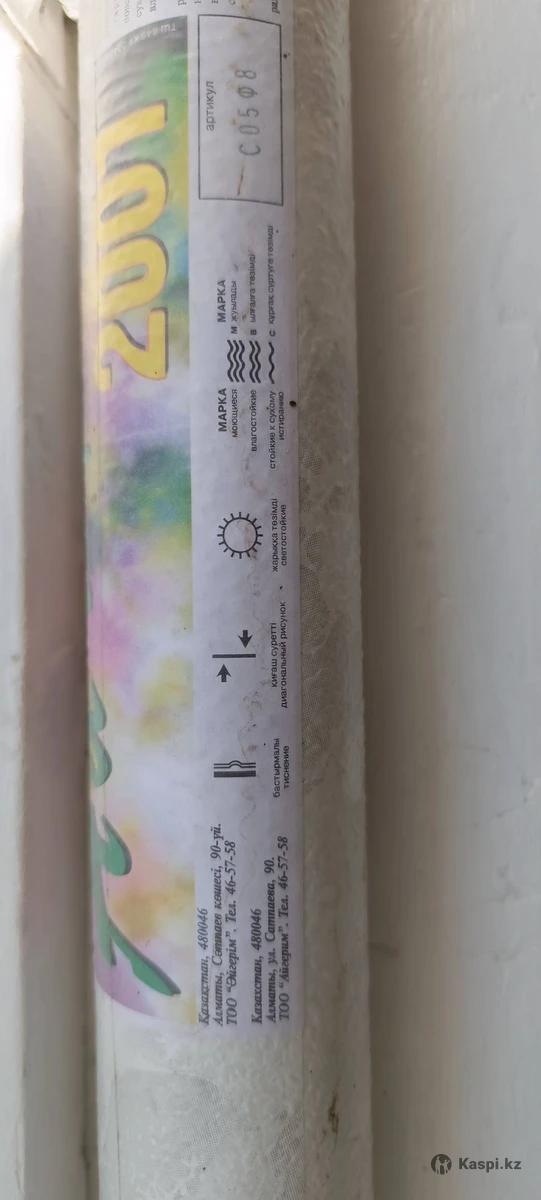 2001
артикул
С05Ф8
МАРКА
моющиеся
М
МАРКА
жуылады
влагостойкие
В
ылғалға төзімді
стойкие к сухому
истиранию
С
құрғақ сүртуге төзімді
жарыққа төзімді
светостойкие
қиғаш суретті
диагональный рисунок
бастырмалы
тиснение
Қазақстан, 480046
Алматы, Сәтпаев көшесі, 90-үй.
ТОО "Әйгерім". Тел. 46-57-58
Казахстан, 480046
Алматы, ул. Сатпаева, 90.
ТОО "Айгерим". Тел. 46-57-58
Kaspi.kz